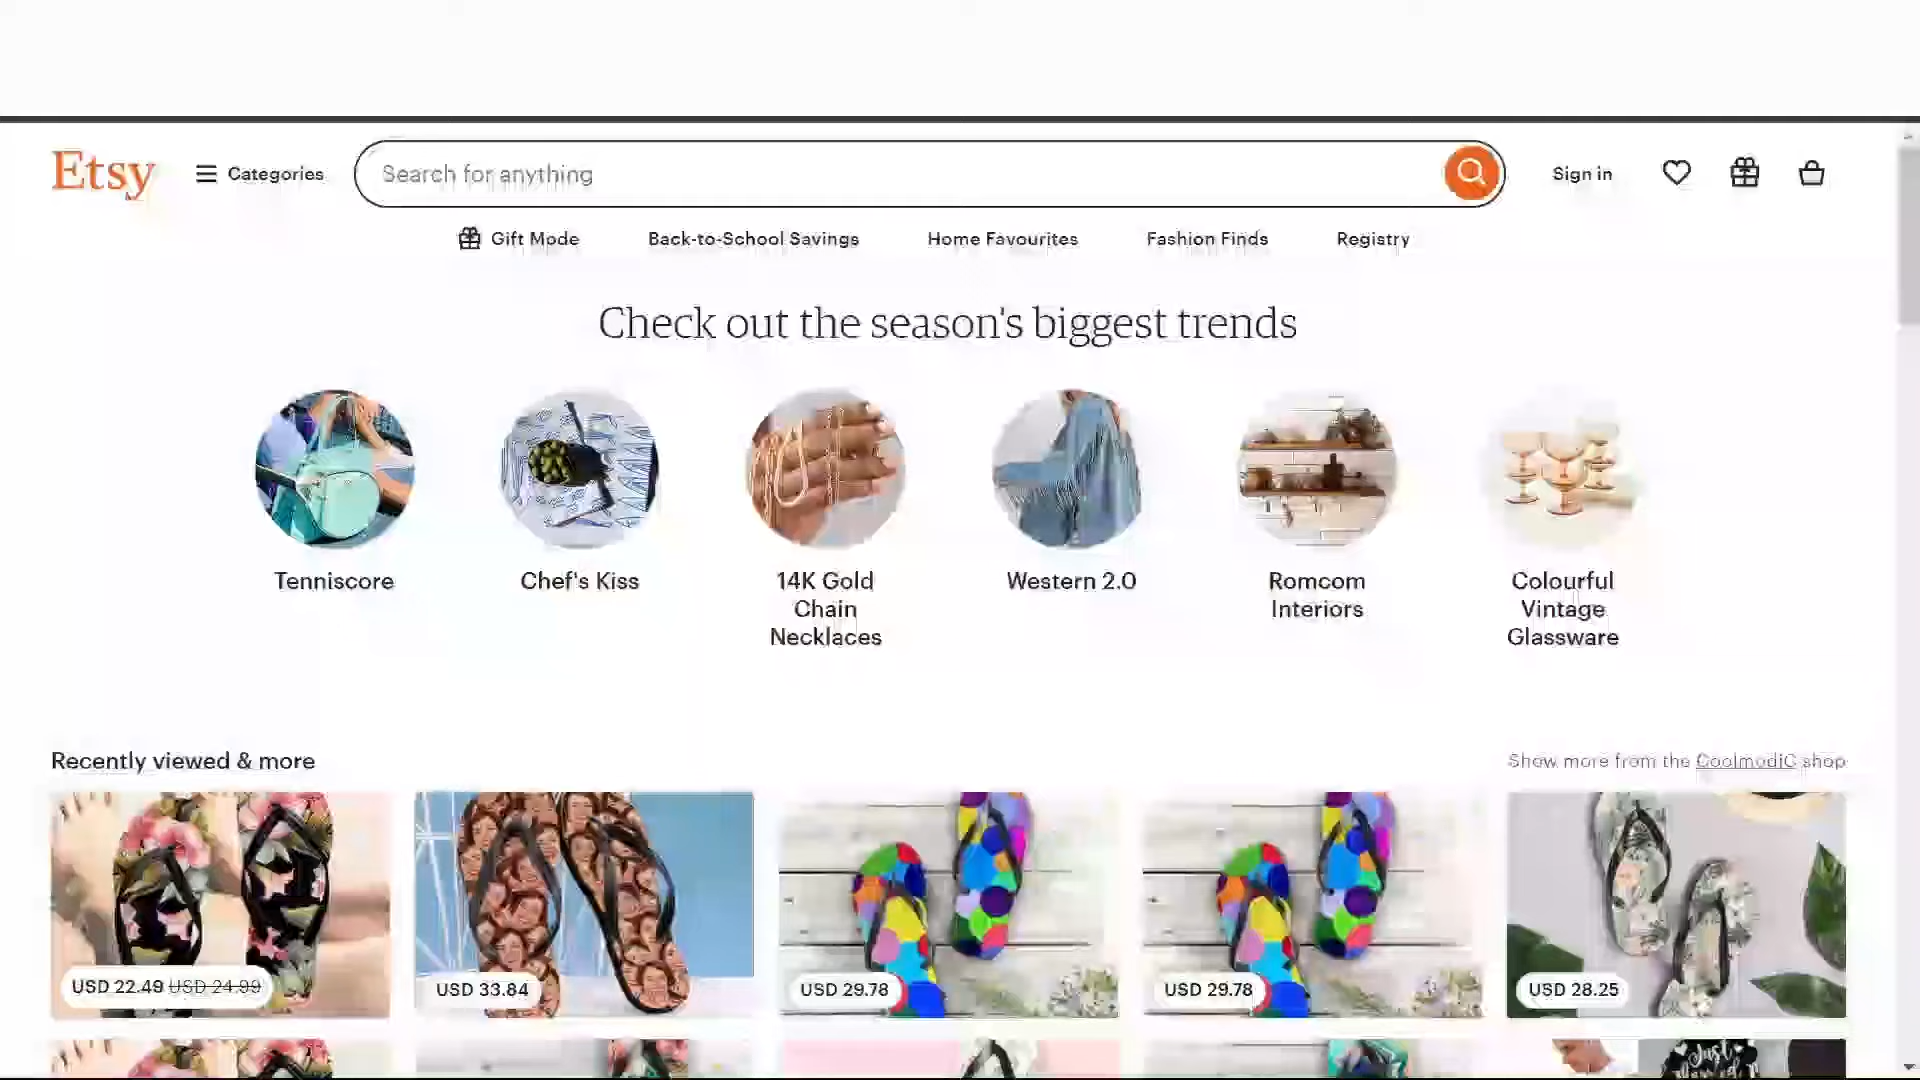 Etsy
Categories
Search for anything
Sign in
Gift Mode
Back-to-School Savings
Home Favourites
Fashion Finds
Registry
Check out the season's biggest trends
Tenniscore
Chef's Kiss
14K Gold
Chain
Necklaces
Western 2.0
Romcom
Interiors
Colourful
Vintage
Glassware
Recently viewed & more
Show more from the CoolmodiC shop
USD 22.49 USD 24.99
USD 33.84
USD 29.78
USD 29.78
USD 28.25
Just